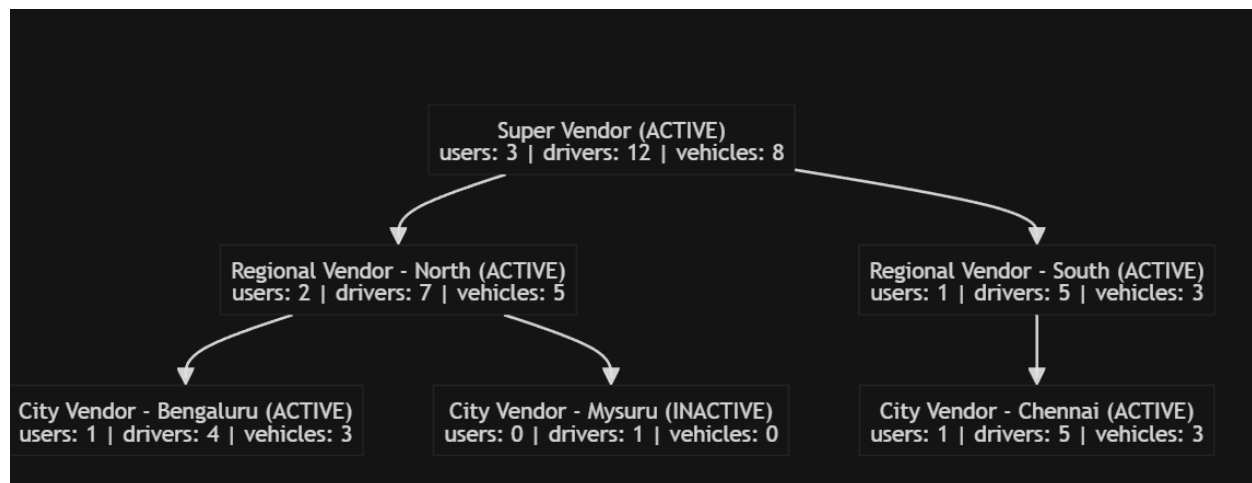 Super Vendor (ACTIVE)
users: 3 | drivers: 12 | vehicles: 8
Regional Vendor - North (ACTIVE)
users: 2 | drivers: 7 | vehicles: 5
Regional Vendor - South (ACTIVE)
users: 1 | drivers: 5 | vehicles: 3
City Vendor - Bengaluru (ACTIVE)
users: 1 | drivers: 4 | vehicles: 3
City Vendor - Mysuru (INACTIVE)
users: 0 | drivers: 1 | vehicles: 0
City Vendor - Chennai (ACTIVE)
users: 1 | drivers: 5 | vehicles: 3